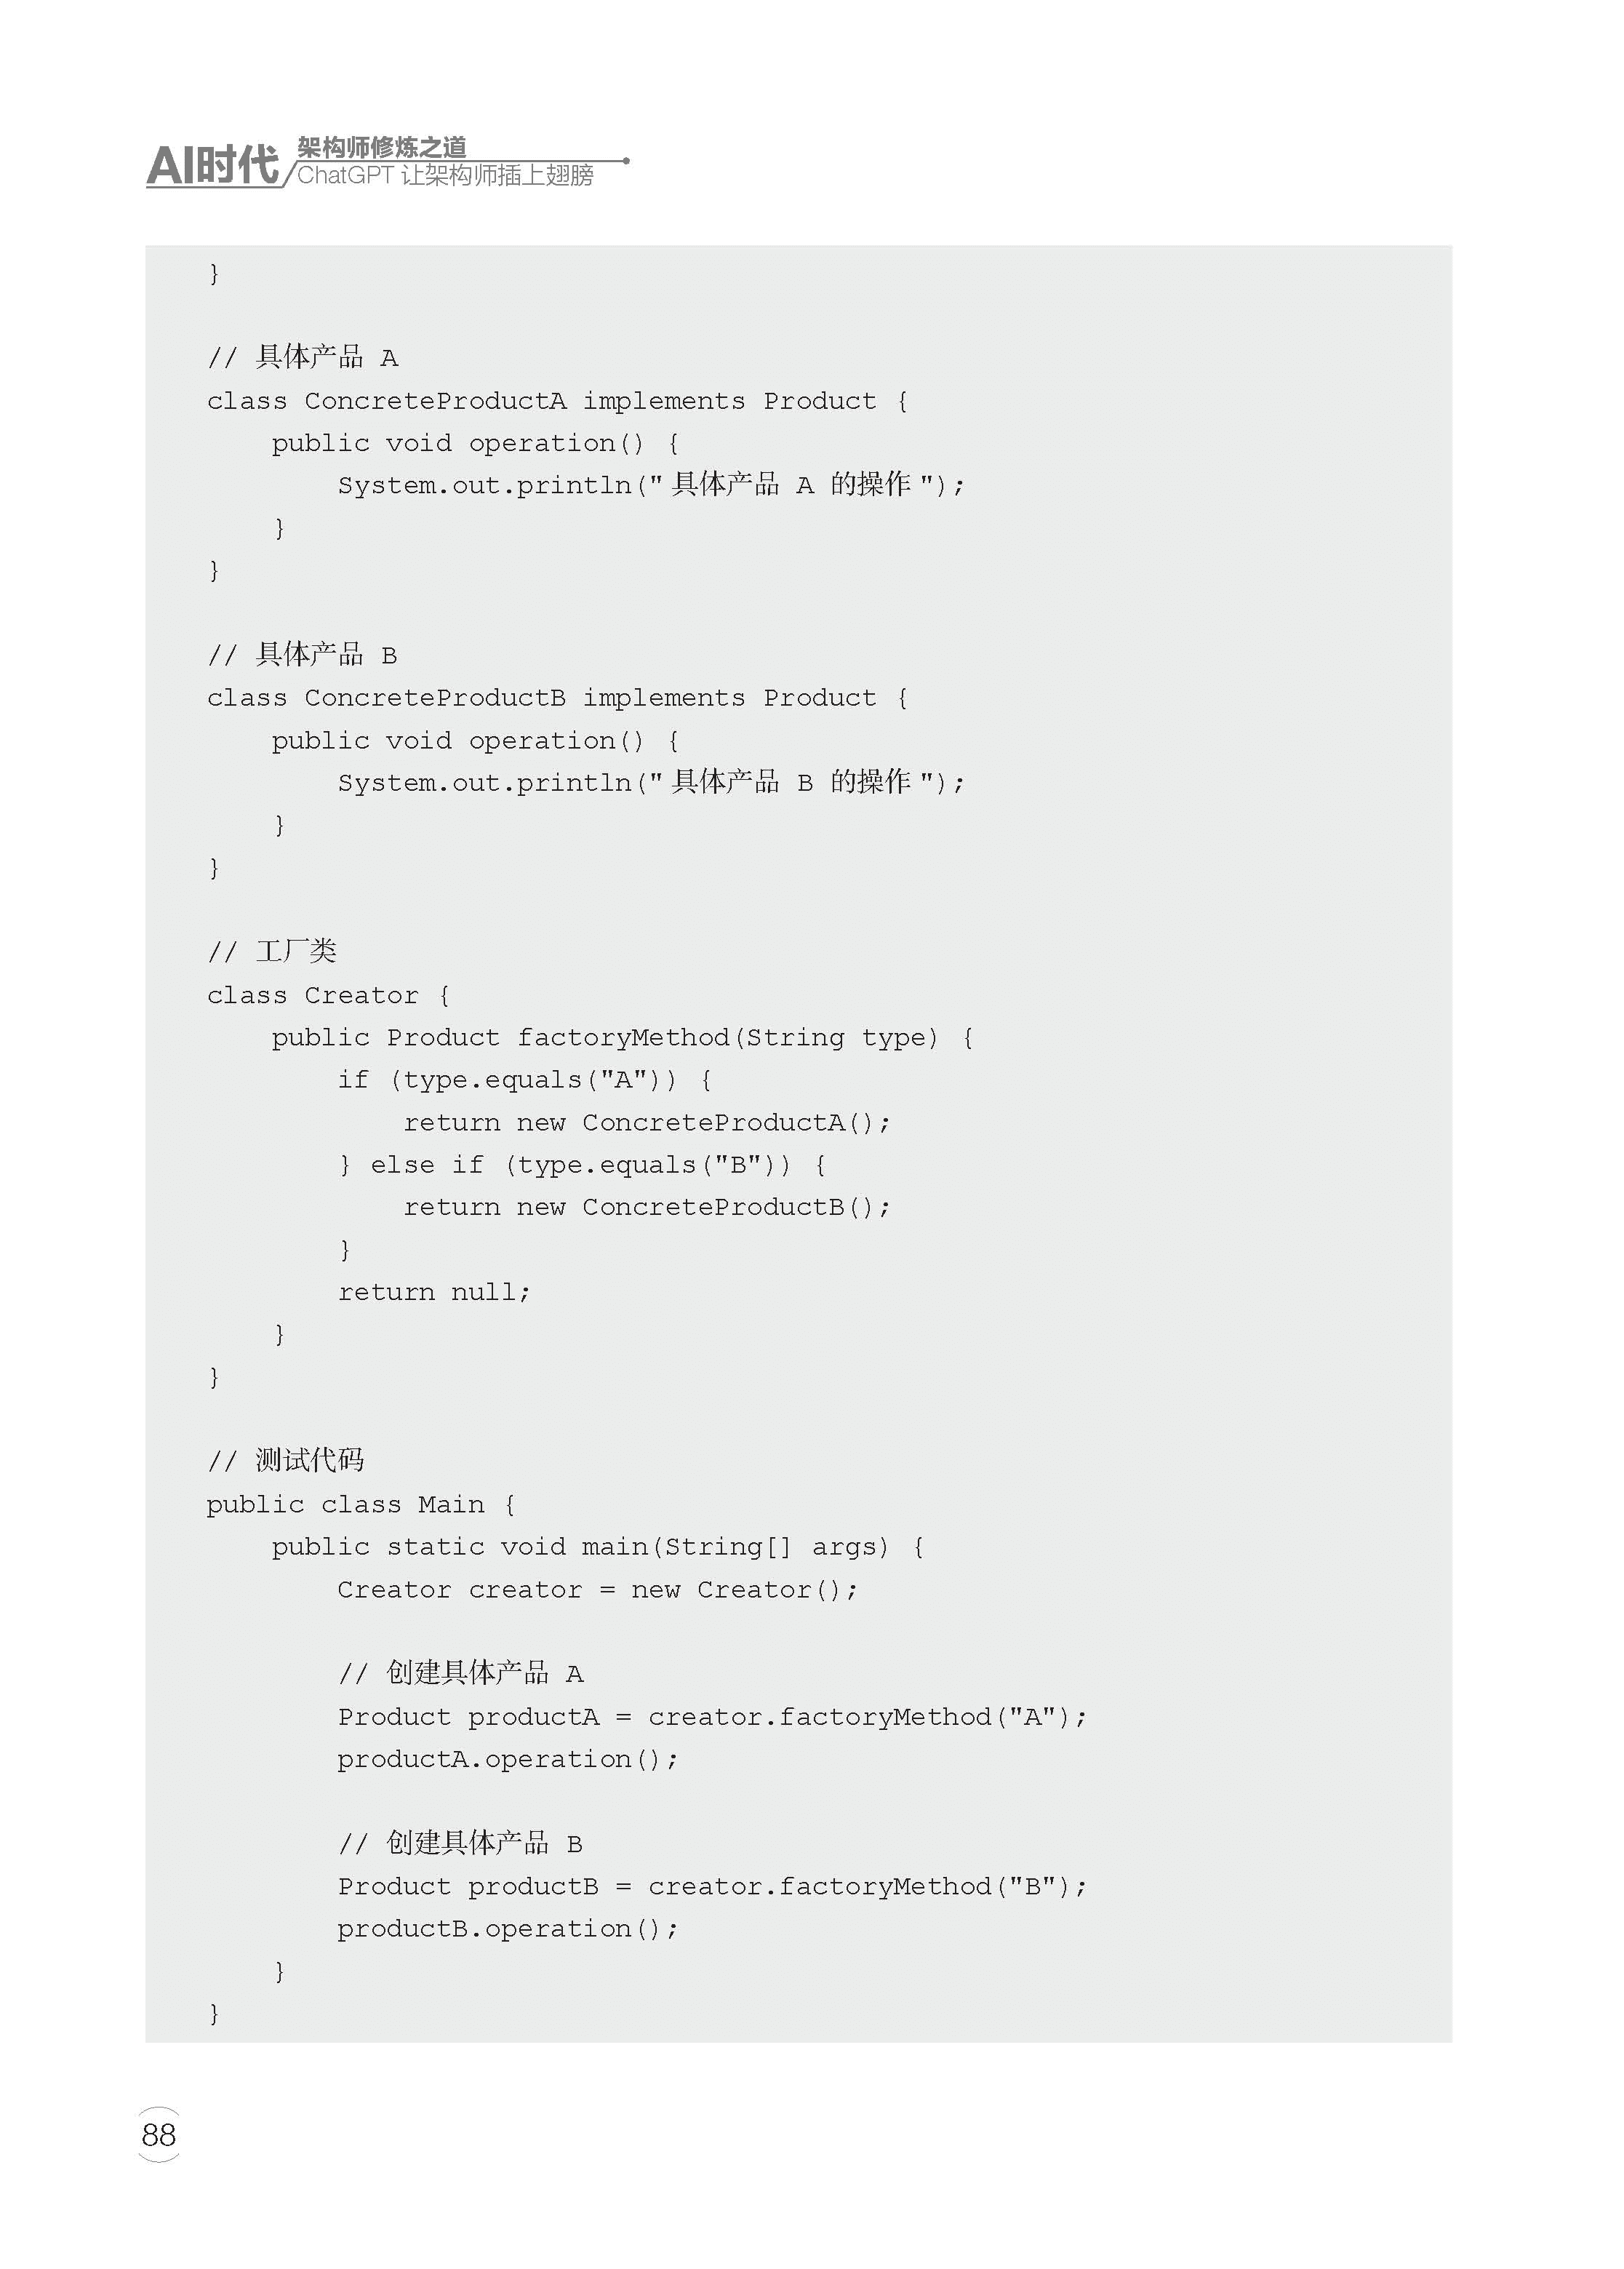 AI时代
架构师修炼之道
ChatGPT 让架构师插上翅膀
}
// 具体产品 A
class ConcreteProductA implements Product {
    public void operation() {
        System.out.println(" 具体产品 A 的操作 ");
    }
}
// 具体产品 B
class ConcreteProductB implements Product {
    public void operation() {
        System.out.println(" 具体产品 B 的操作 ");
    }
}
// 工厂类
class Creator {
    public Product factoryMethod(String type) {
        if (type.equals("A")) {
            return new ConcreteProductA();
        } else if (type.equals("B")) {
            return new ConcreteProductB();
        }
        return null;
    }
}
// 测试代码
public class Main {
    public static void main(String[] args) {
        Creator creator = new Creator();
        // 创建具体产品 A
        Product productA = creator.factoryMethod("A");
        productA.operation();
        // 创建具体产品 B
        Product productB = creator.factoryMethod("B");
        productB.operation();
    }
}
88